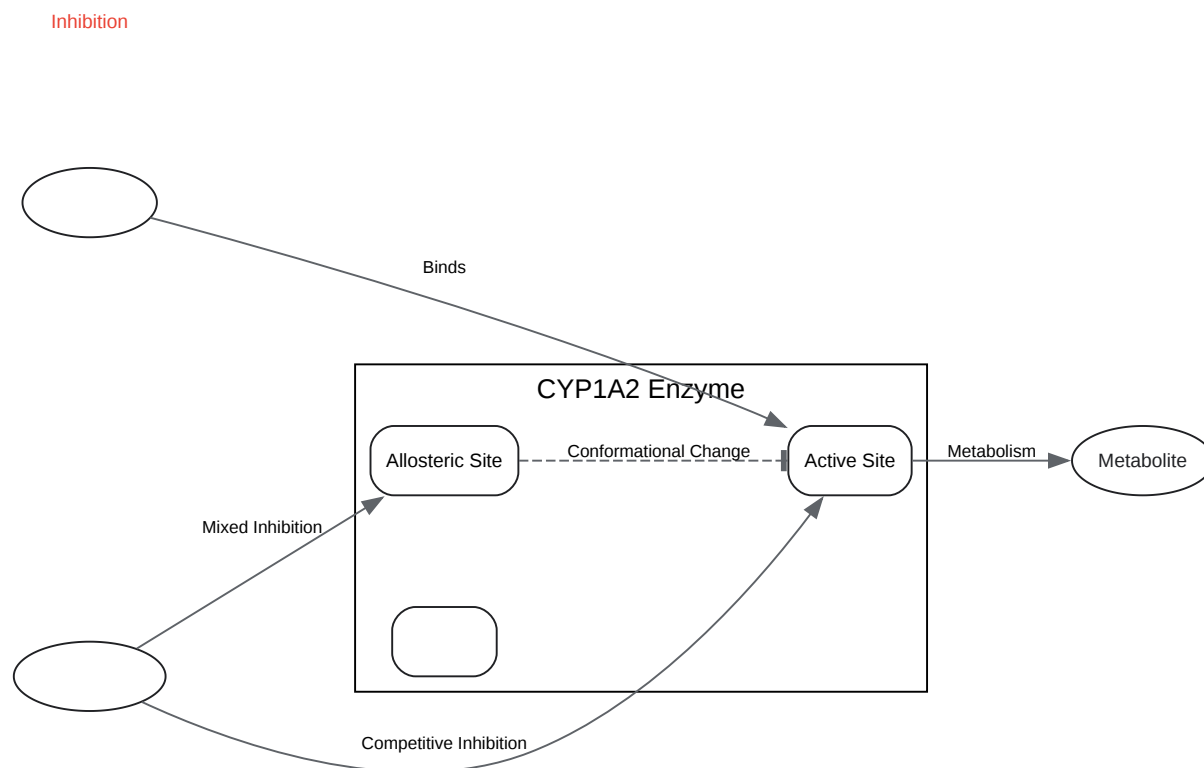 Inhibition
Binds
CYP1A2 Enzyme
Allosteric Site
Conformational Change
Active Site
Metabolism
Metabolite
Mixed Inhibition
Competitive Inhibition